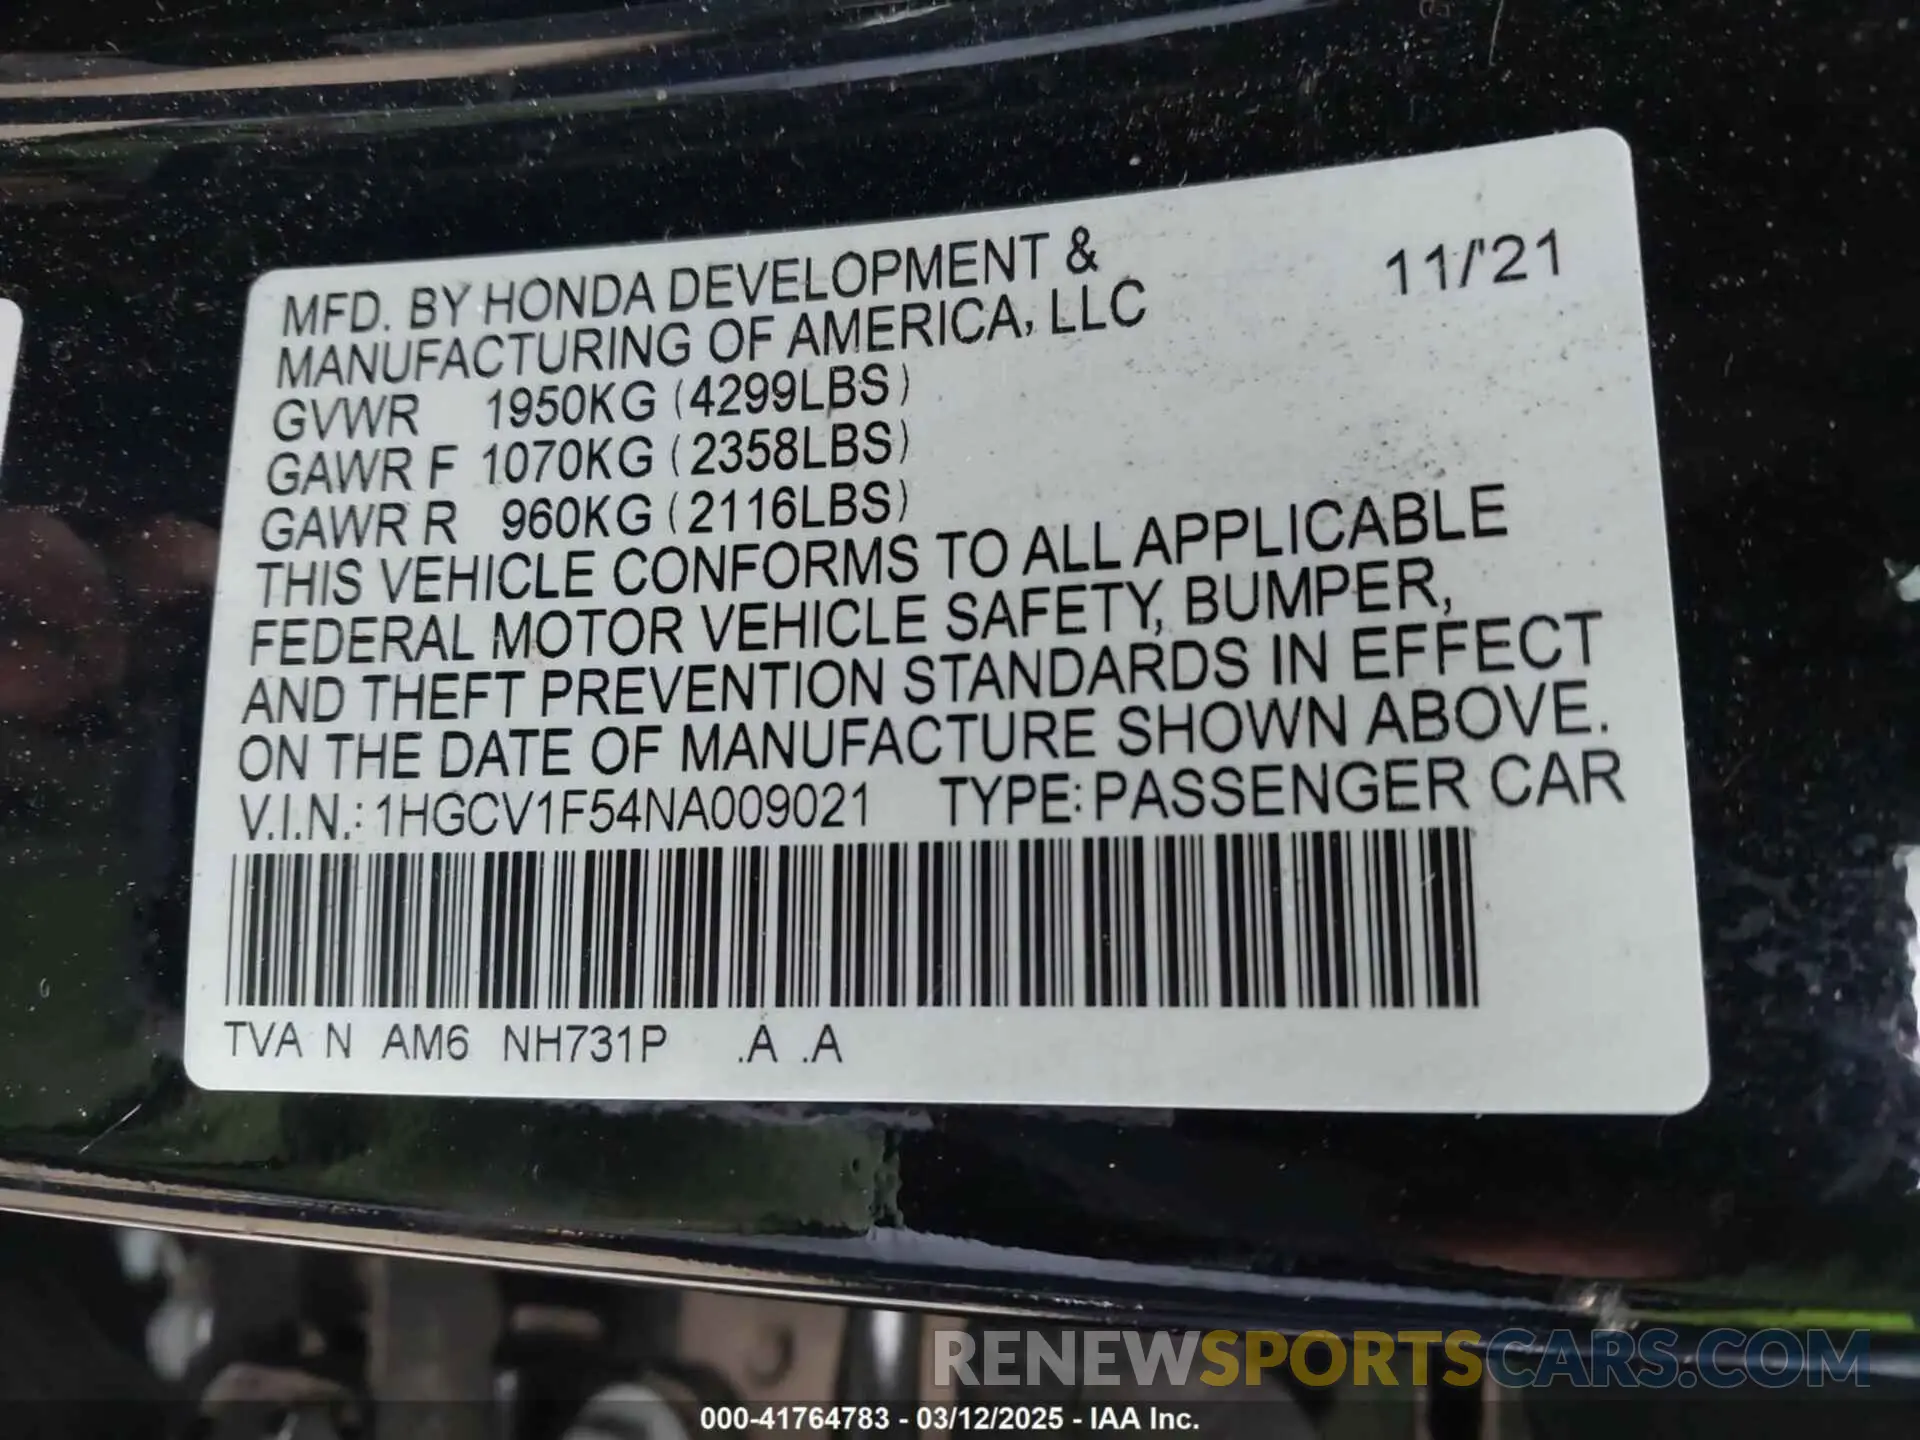 MFD. BY HONDA DEVELOPMENT & 11/'21
MANUFACTURING OF AMERICA, LLC
GVWR 1950KG (4299LBS)
GAWR F 1070KG (2358LBS)
GAWR R 960KG (2116LBS)
THIS VEHICLE CONFORMS TO ALL APPLICABLE
FEDERAL MOTOR VEHICLE SAFETY, BUMPER,
AND THEFT PREVENTION STANDARDS IN EFFECT
ON THE DATE OF MANUFACTURE SHOWN ABOVE.
V.I.N.: 1HGCV1F54NA009021 TYPE: PASSENGER CAR
TVA N AM6 NH731P .A .A
RENEWSPORTSCARS.COM
000-41764783 - 03/12/2025 - IAA Inc.